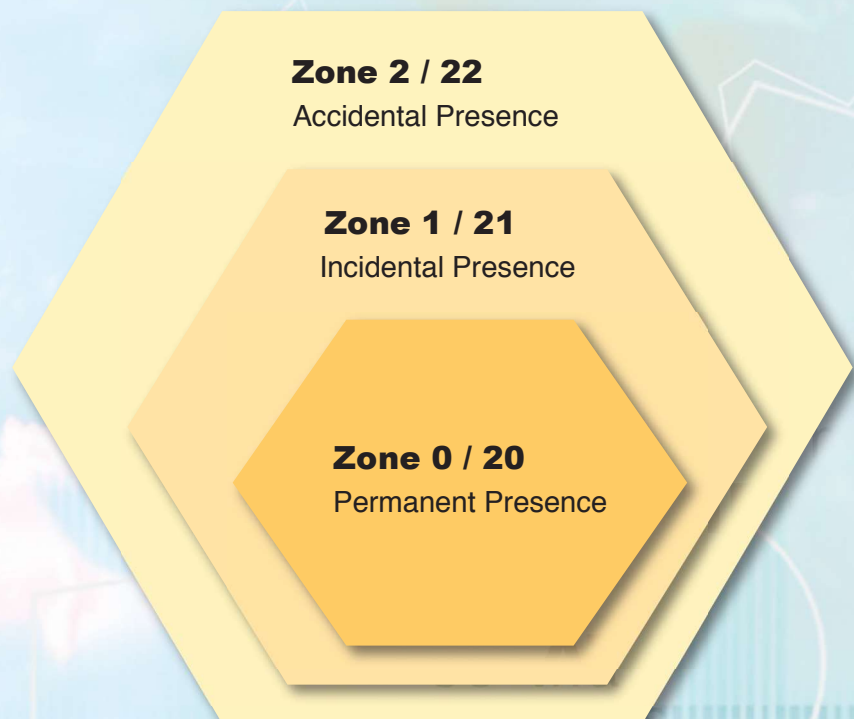 Zone 2 / 22
Accidental Presence
Zone 1 / 21
Incidental Presence
Zone 0 / 20
Permanent Presence